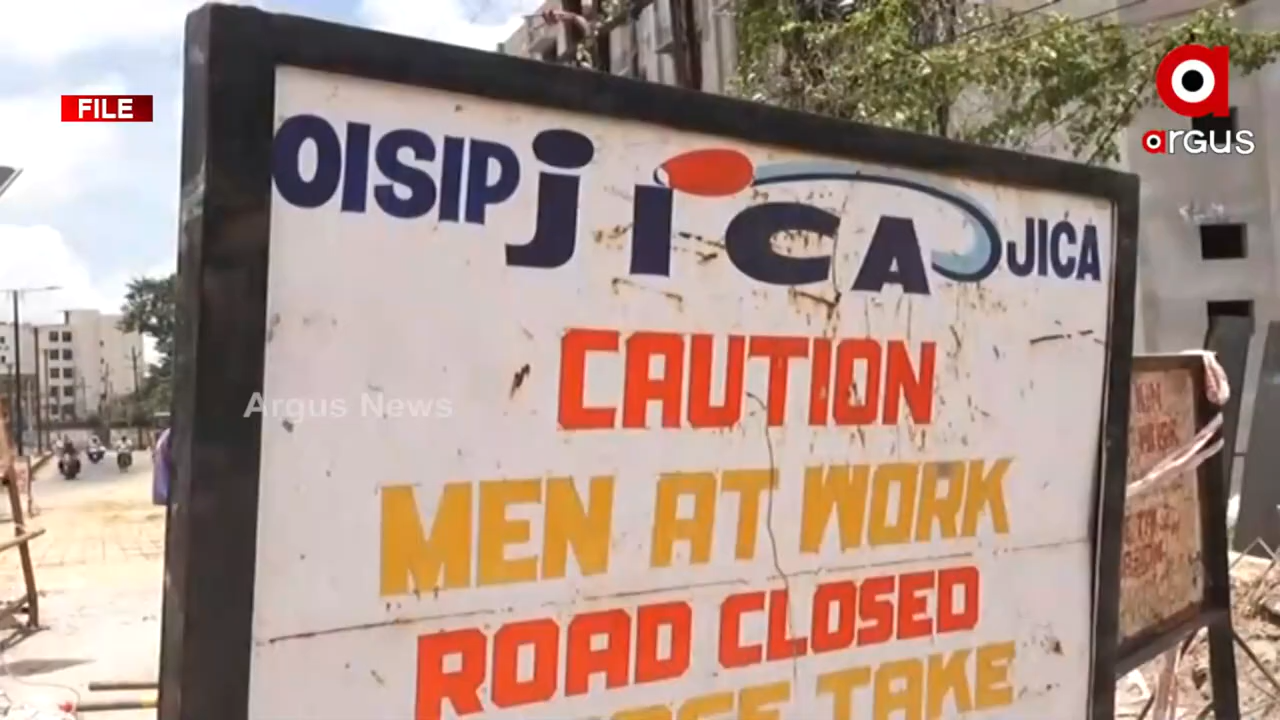 FILE
argus
OISIP jica JICA
CAUTION
MEN AT WORK
Argus News
ROAD CLOSED
TAKE